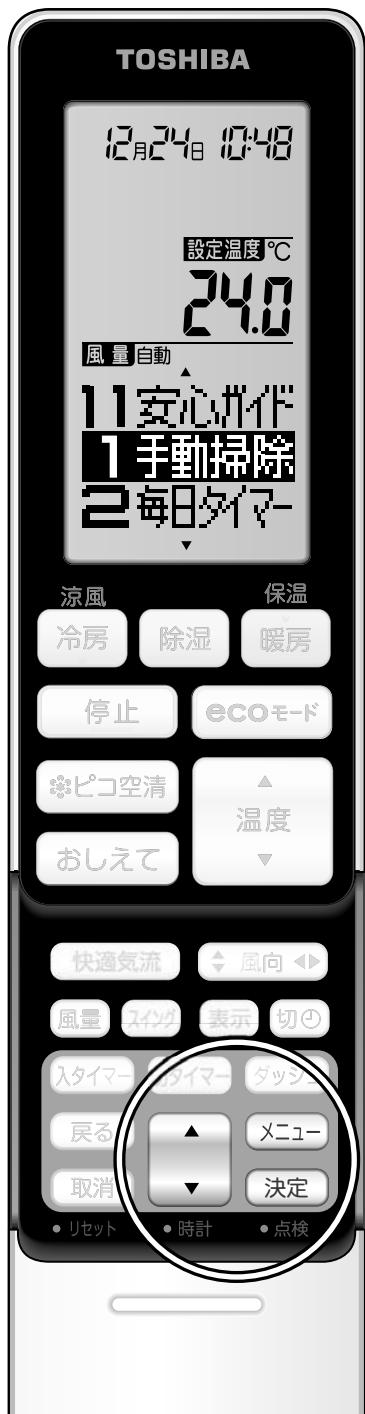 TOSHIBA
12月24日 10:48
設定温度 ℃
24.0
風量 自動
▲
11安心ガイド
1手動掃除
2毎日タイマー
▼
涼風 保温
冷房 除湿 暖房
停止 ecoモード
ピコ空清 ▲
温度
おしえて ▼
快適気流 風向
風量 スイング 表示 切
入タイマー 切タイマー ダッシュ
戻る ▲ メニュー
取消 ▼ 決定
• リセット • 時計 • 点検